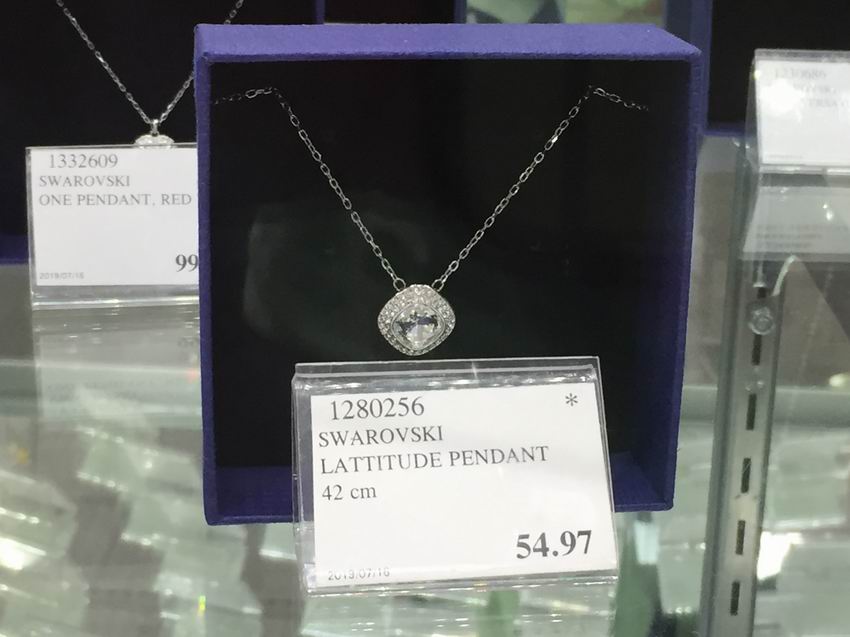 1332609
SWAROVSKI
ONE PENDANT, RED
99
2019/07/16
1280256 *
SWAROVSKI
LATTITUDE PENDANT
42 cm
54.97
2019/07/16
1230686